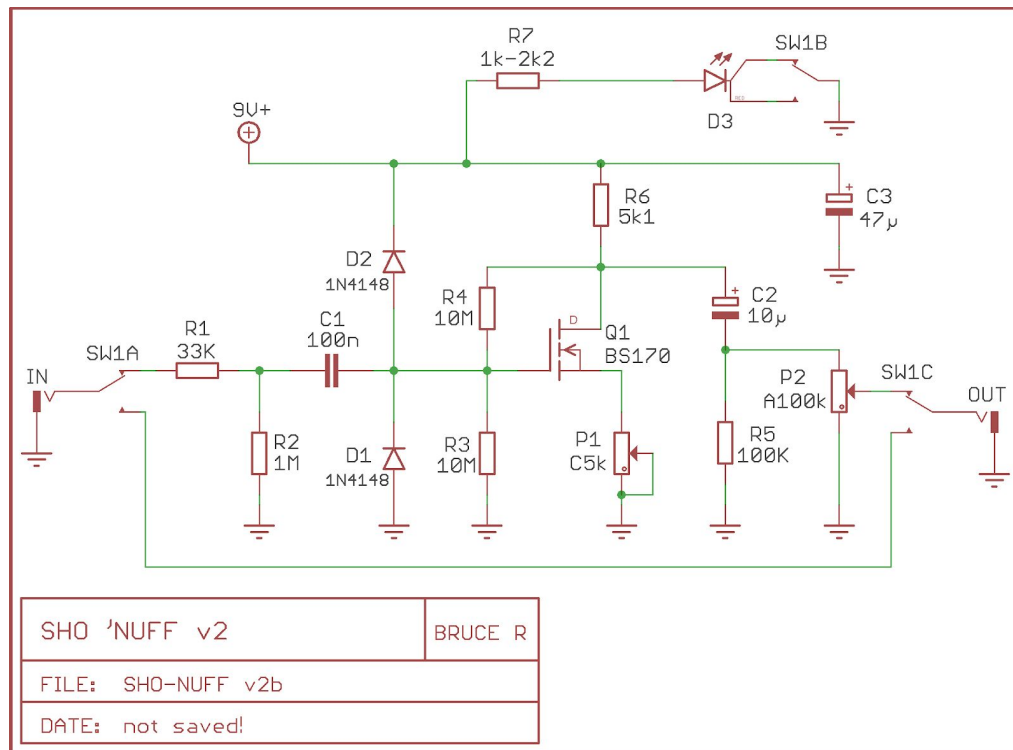 R7
1k-2k2
SW1B
9V+
RED
D3
R6
5k1
C3
47µ
D2
1N4148
R4
10M
C2
10µ
D
Q1
BS170
C1
100n
R1
33K
SW1A
IN
P2
A100k
SW1C
OUT
R2
1M
D1
1N4148
R3
10M
P1
C5k
R5
100K
SHO 'NUFF v2
BRUCE R
FILE: SHO-NUFF v2b
DATE: not saved!